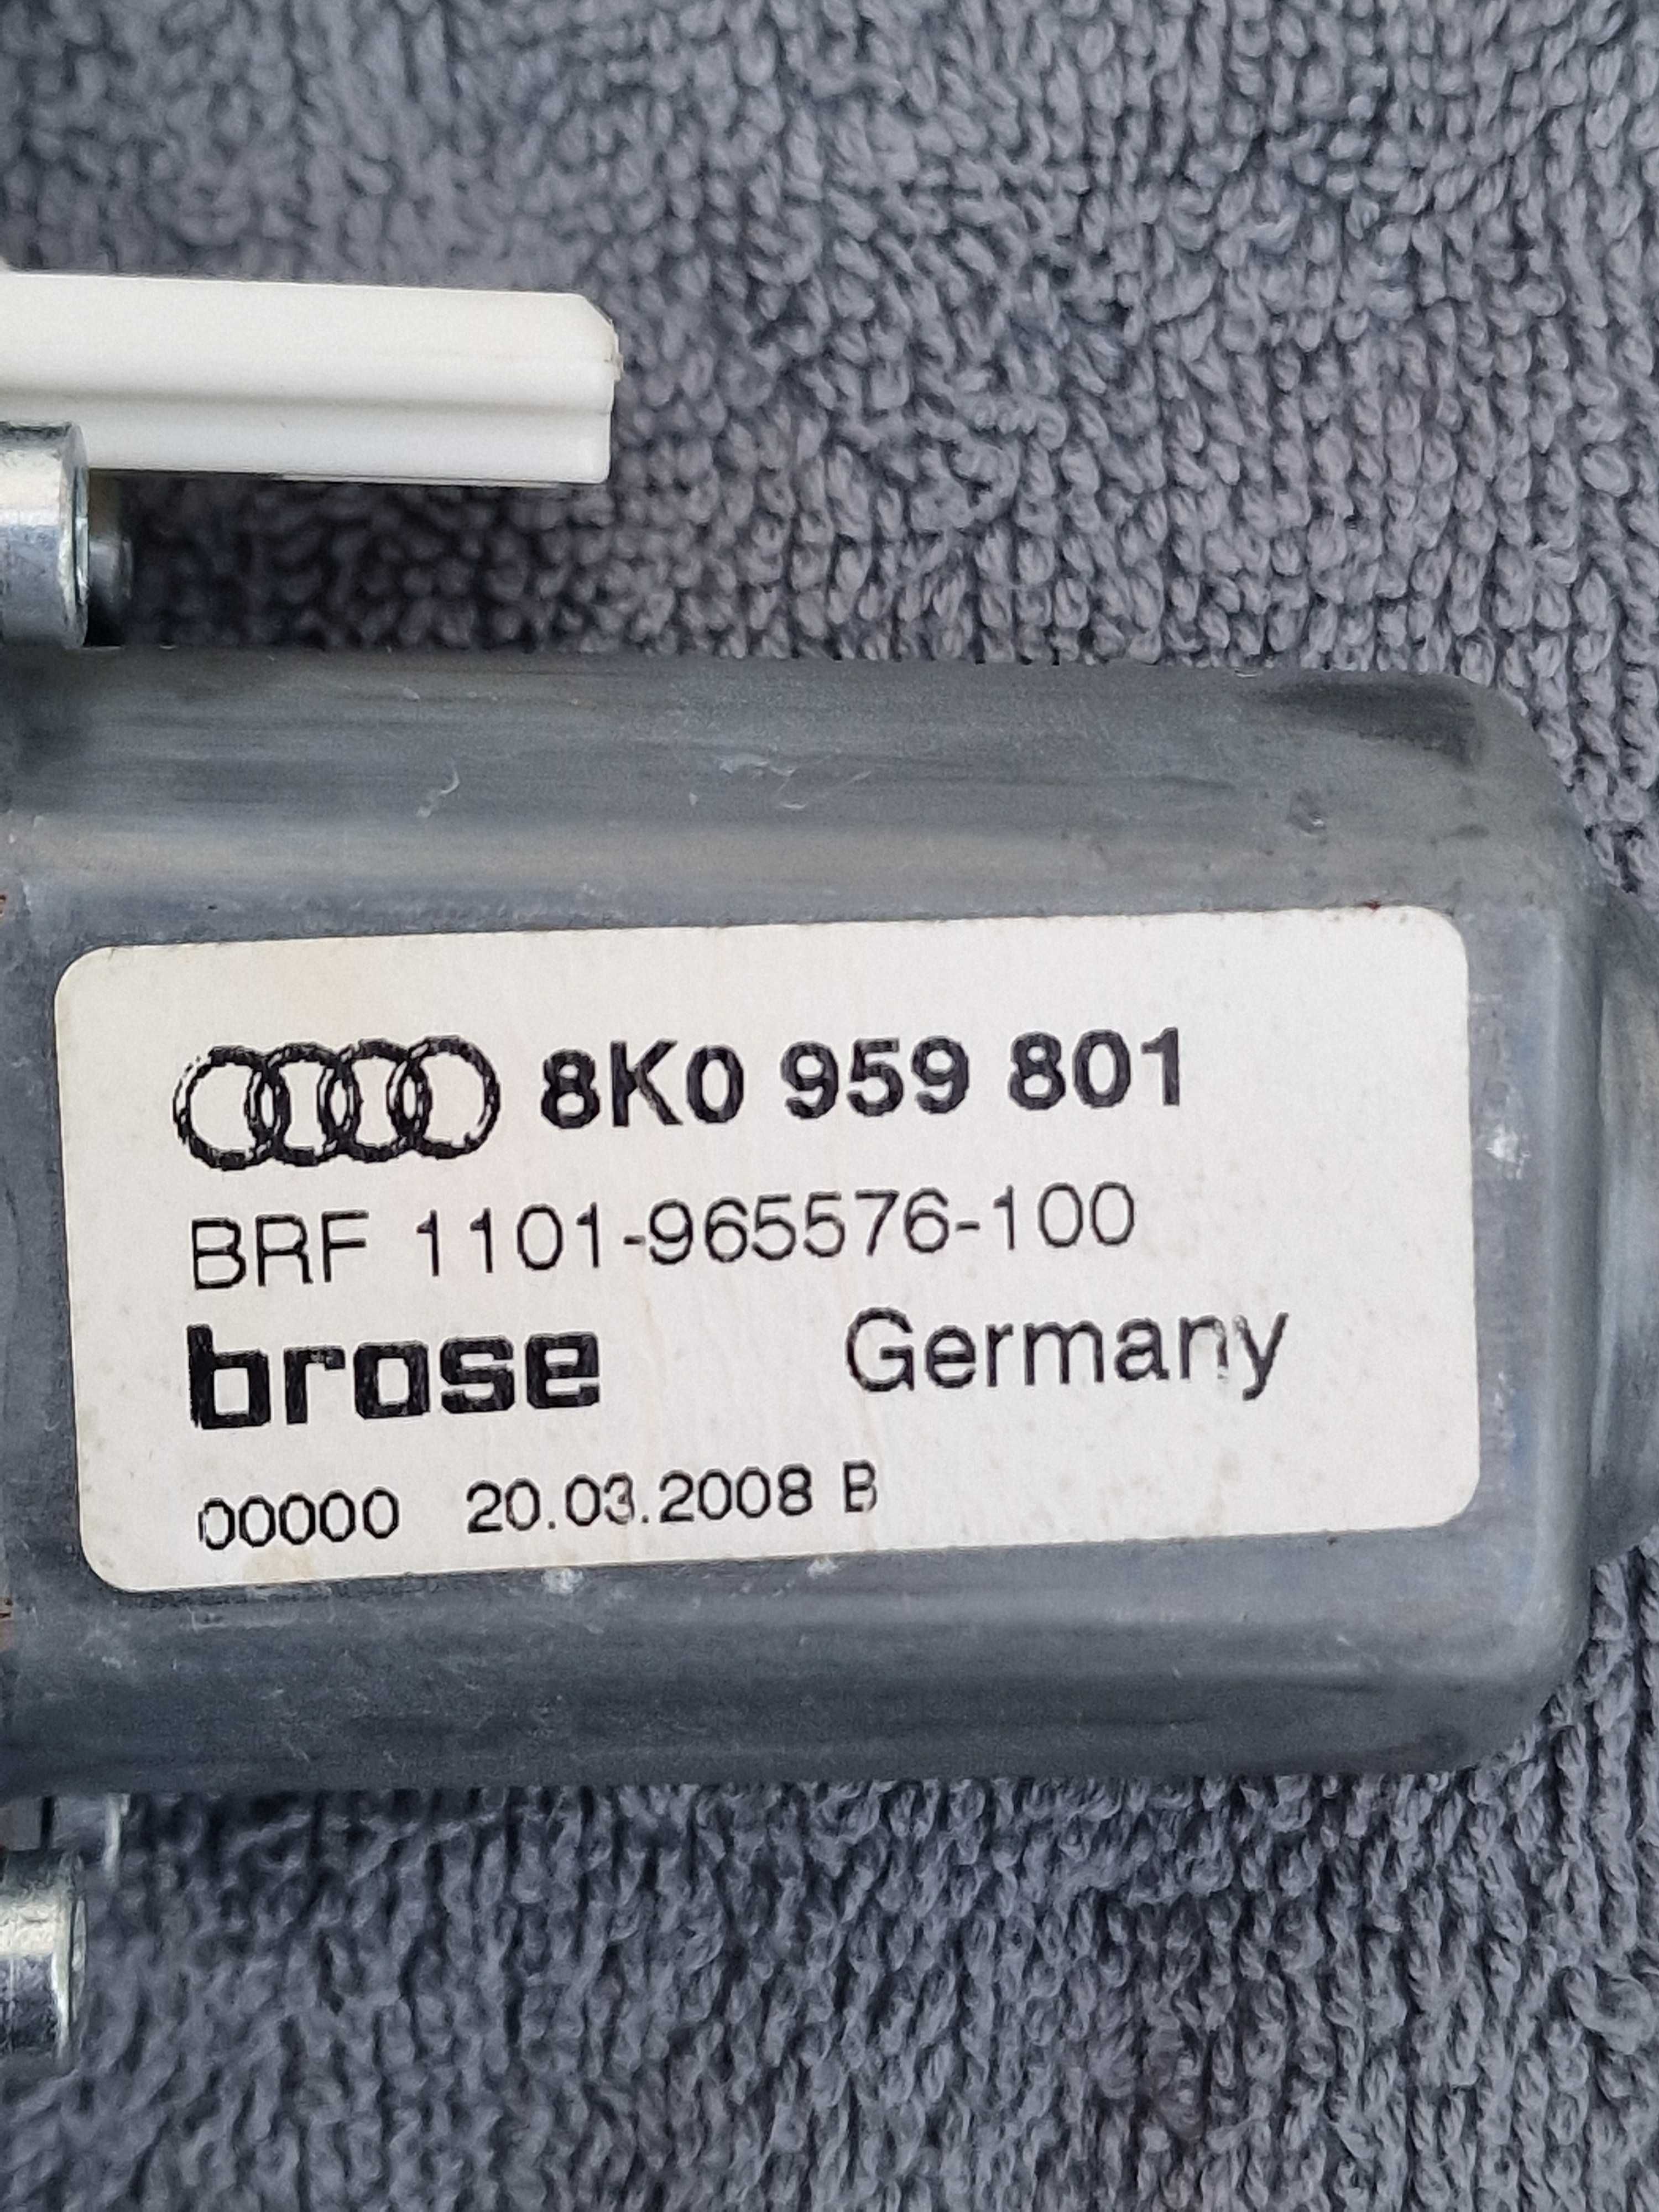 8K0 959 801
BRF 1101-965576-100
brose Germany
00000 20.03.2008 B